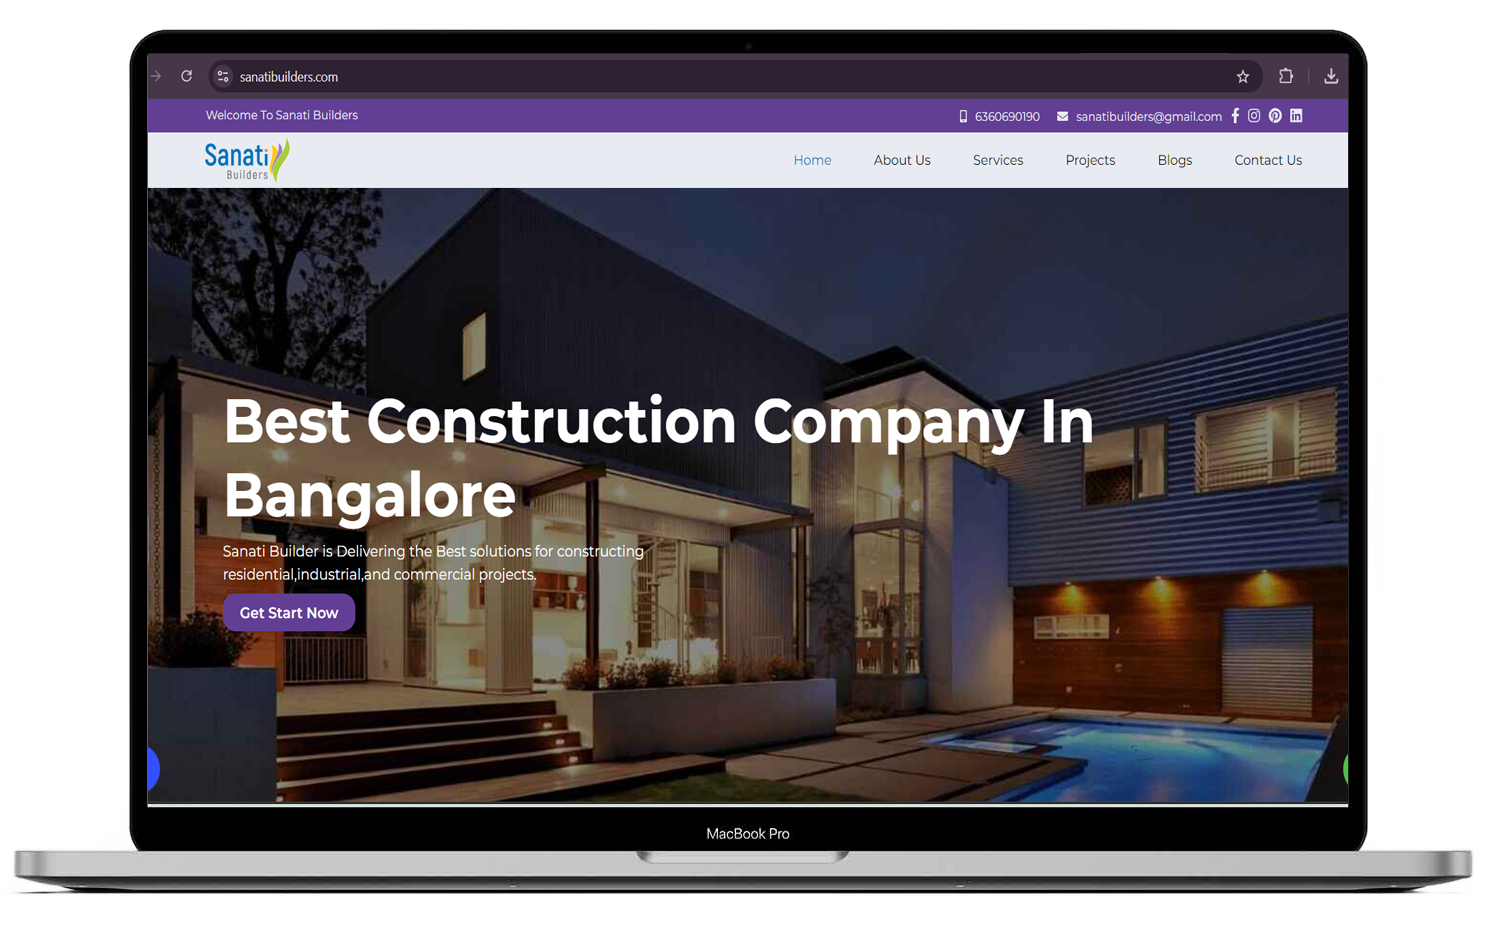 sanatibuilders.com
Welcome To Sanati Builders
6360690190
sanatibuilders@gmail.com
Sanati
Builders
Home
About Us
Services
Projects
Blogs
Contact Us
Best Construction Company In
Bangalore
Sanati Builder is Delivering the Best solutions for constructing
residential,industrial,and commercial projects.
Get Start Now
MacBook Pro